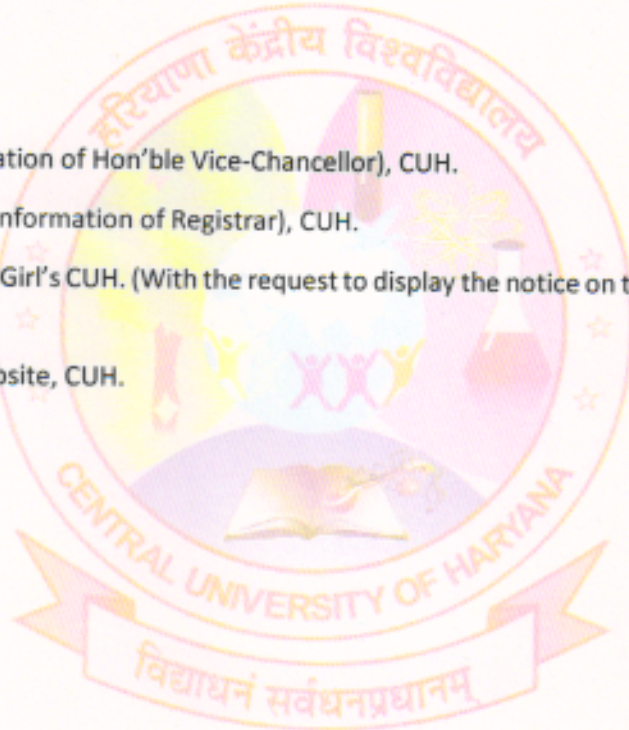 हरियाणा केंद्रीय विश्वविद्यालय
ation of Hon'ble Vice-Chancellor), CUH.
nformation of Registrar), CUH.
Girl's CUH. (With the request to display the notice on t
osite, CUH.
CENTRAL UNIVERSITY OF HARYANA
विद्याधनं सर्वधनप्रधानम्